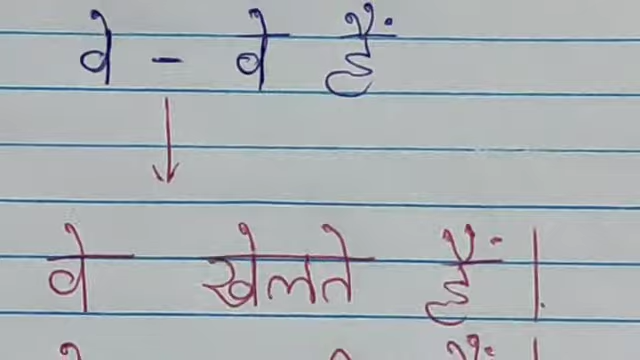 वे - वे हैं
वे खेलते हैं।